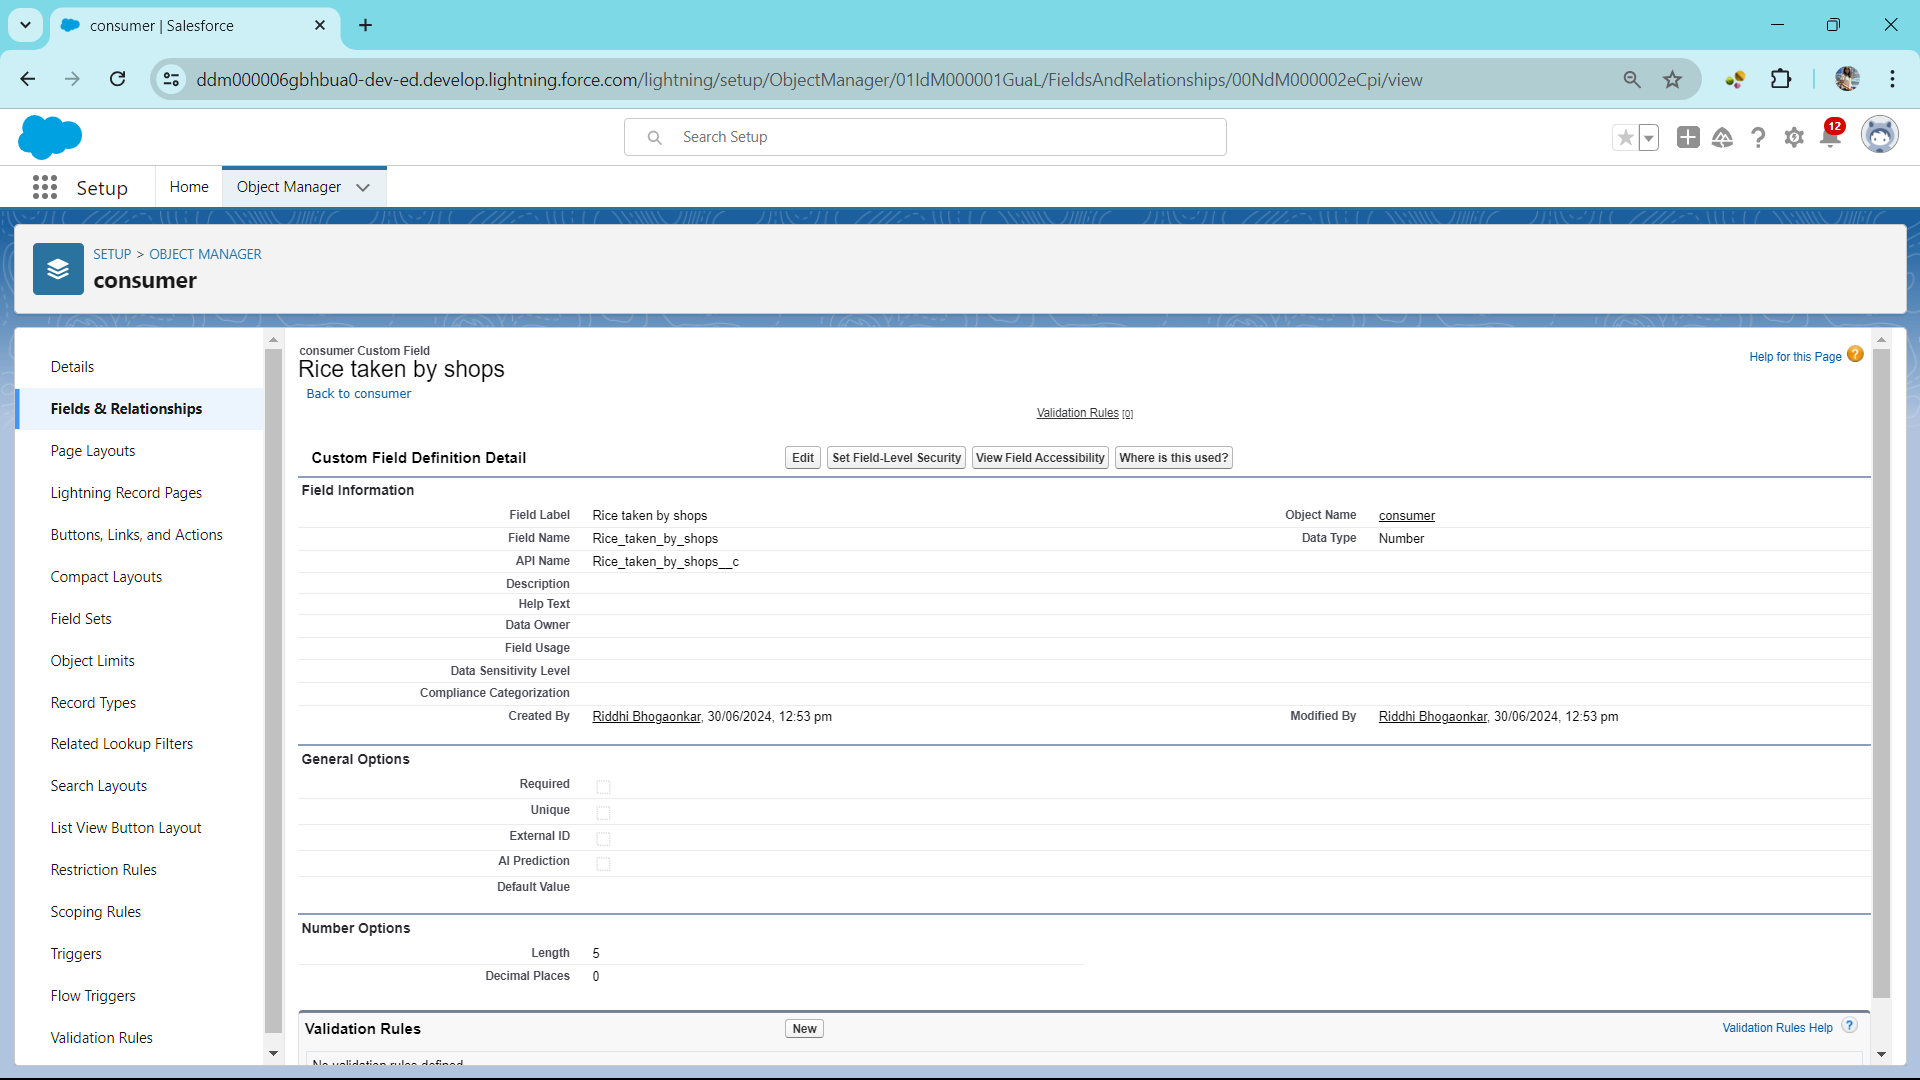 consumer | Salesforce
ddm000006gbhbua0-dev-ed.develop.lightning.force.com/lightning/setup/ObjectManager/01IdM000001GuaL/FieldsAndRelationships/00NdM000002eCpi/view
Search Setup
12
Setup
Home
Object Manager
SETUP > OBJECT MANAGER
consumer
Details
Fields & Relationships
Page Layouts
Lightning Record Pages
Buttons, Links, and Actions
Compact Layouts
Field Sets
Object Limits
Record Types
Related Lookup Filters
Search Layouts
List View Button Layout
Restriction Rules
Scoping Rules
Triggers
Flow Triggers
Validation Rules
consumer Custom Field
Rice taken by shops
Help for this Page
Back to consumer
Validation Rules [0]
Custom Field Definition Detail
Edit
Set Field-Level Security
View Field Accessibility
Where is this used?
Field Information
Field Label Rice taken by shops Object Name consumer
Field Name Rice_taken_by_shops Data Type Number
API Name Rice_taken_by_shops__c
Description
Help Text
Data Owner
Field Usage
Data Sensitivity Level
Compliance Categorization
Created By Riddhi Bhogaonkar, 30/06/2024, 12:53 pm Modified By Riddhi Bhogaonkar, 30/06/2024, 12:53 pm
General Options
Required
Unique
External ID
AI Prediction
Default Value
Number Options
Length 5
Decimal Places 0
Validation Rules New Validation Rules Help ?
No validation rules defined